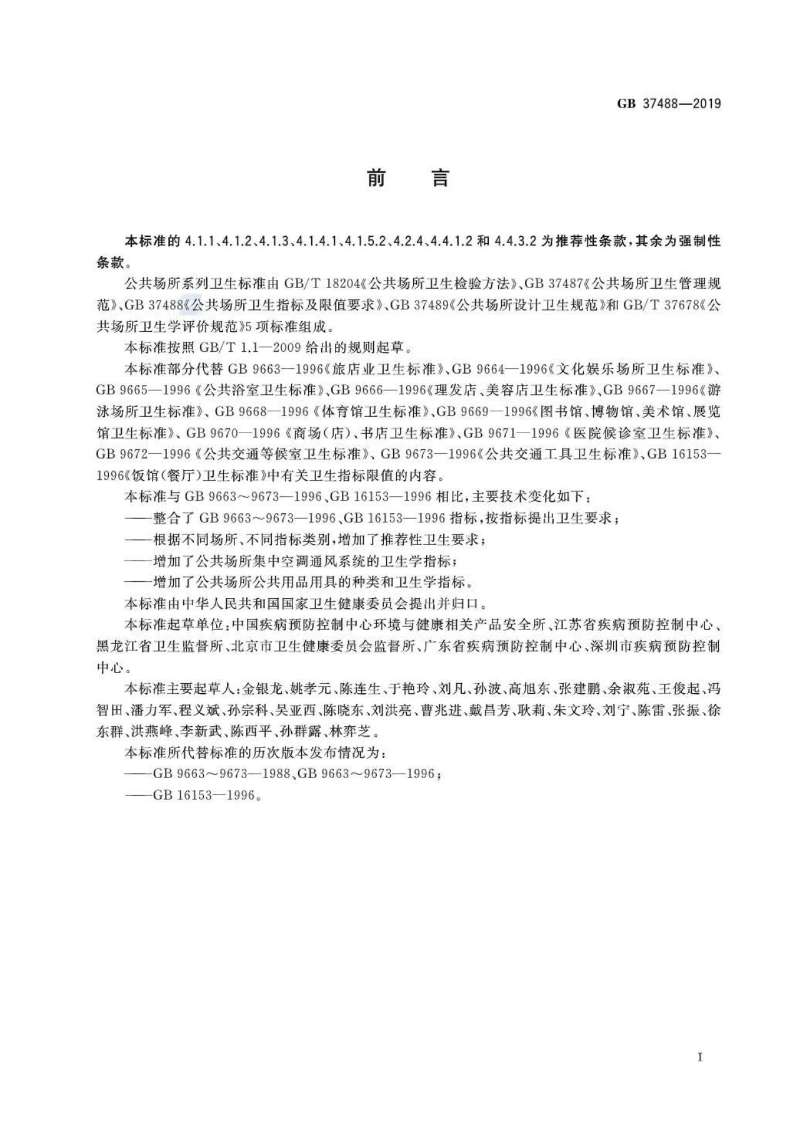 GB 37488—2019
前 言
本标准的 4.1.1、4.1.2、4.1.3、4.1.4.1、4.1.5.2、4.2.4、4.4.1.2 和 4.4.3.2 为推荐性条款,其余为强制性
条款。
公共场所系列卫生标准由 GB/T 18204《公共场所卫生检验方法》、GB 37487《公共场所卫生管理规
范》、GB 37488《公共场所卫生指标及限值要求》、GB 37489《公共场所设计卫生规范》和 GB/T 37678《公
共场所卫生学评价规范》5 项标准组成。
本标准按照 GB/T 1.1—2009 给出的规则起草。
本标准部分代替 GB 9663—1996《旅店业卫生标准》、GB 9664—1996《文化娱乐场所卫生标准》、
GB 9665—1996《公共浴室卫生标准》、GB 9666—1996《理发店、美容店卫生标准》、GB 9667—1996《游
泳场所卫生标准》、GB 9668—1996《体育馆卫生标准》、GB 9669—1996《图书馆、博物馆、美术馆、展览
馆卫生标准》、GB 9670—1996《商场(店)、书店卫生标准》、GB 9671—1996《医院候诊室卫生标准》、
GB 9672—1996《公共交通等候室卫生标准》、GB 9673—1996《公共交通工具卫生标准》、GB 16153—
1996《饭馆(餐厅)卫生标准》中有关卫生指标限值的内容。
本标准与 GB 9663～9673—1996、GB 16153—1996 相比,主要技术变化如下:
——整合了 GB 9663～9673—1996、GB 16153—1996 指标,按指标提出卫生要求;
——根据不同场所、不同指标类别,增加了推荐性卫生要求;
——增加了公共场所集中空调通风系统的卫生学指标;
——增加了公共场所公共用品用具的种类和卫生学指标。
本标准由中华人民共和国国家卫生健康委员会提出并归口。
本标准起草单位:中国疾病预防控制中心环境与健康相关产品安全所、江苏省疾病预防控制中心、
黑龙江省卫生监督所、北京市卫生健康委员会监督所、广东省疾病预防控制中心、深圳市疾病预防控制
中心。
本标准主要起草人:金银龙、姚孝元、陈连生、于艳玲、刘凡、孙波、高旭东、张建鹏、余淑苑、王俊起、冯
智田、潘力军、程义斌、孙宗科、吴亚西、陈晓东、刘洪亮、曹兆进、戴昌芳、耿莉、朱文玲、刘宁、陈雷、张振、徐
东群、洪燕峰、李新武、陈西平、孙群露、林弈芝。
本标准所代替标准的历次版本发布情况为:
——GB 9663～9673—1988、GB 9663～9673—1996;
——GB 16153—1996。
I